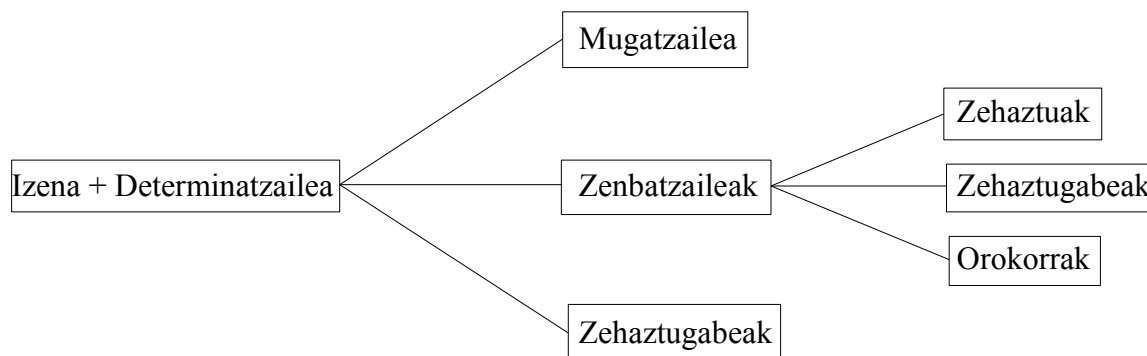 Mugatzailea
Zehaztuak
Izena + Determinatzailea
Zenbatzaileak
Zehaztugabeak
Orokorrak
Zehaztugabeak